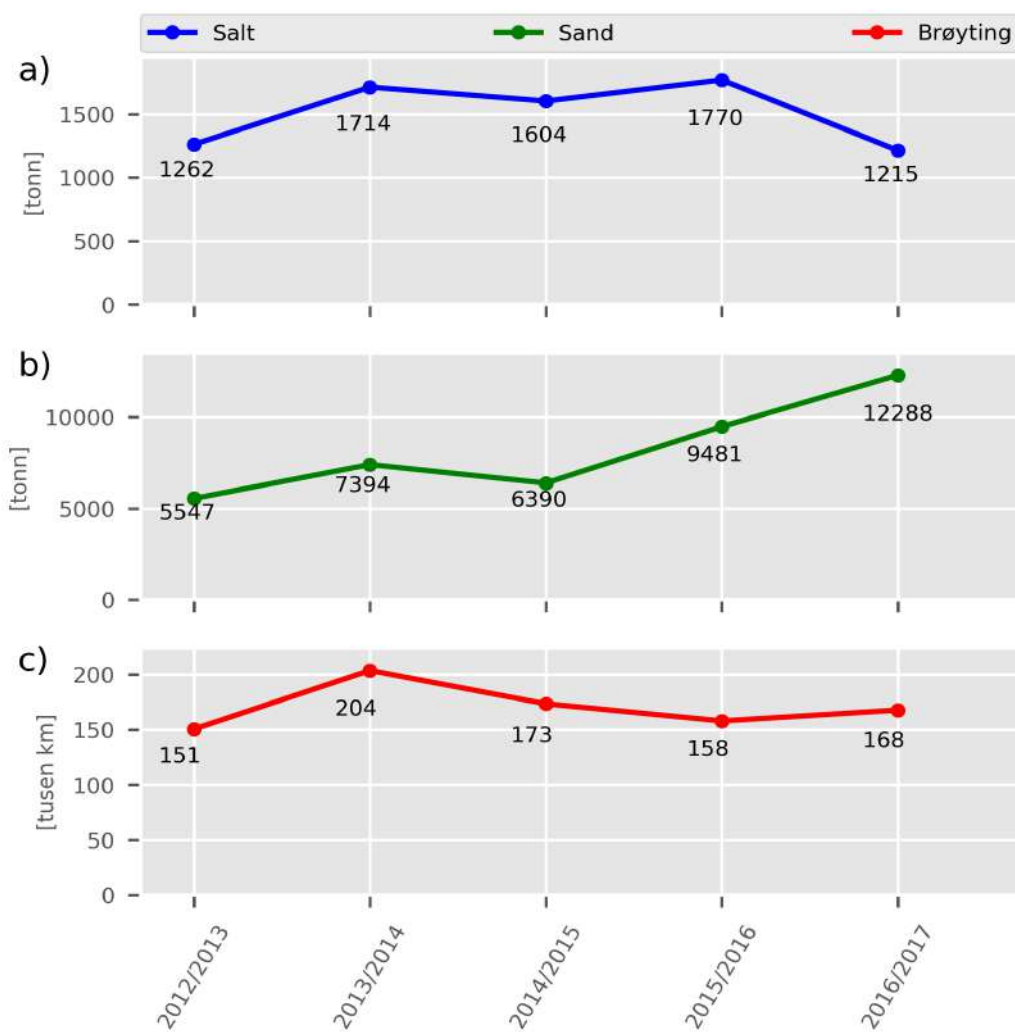 Salt Sand Brøyting
a)
1500
1000
500
0
[tonn]
1262 1714 1604 1770 1215
b)
10000
5000
0
[tonn]
5547 7394 6390 9481 12288
c)
200
150
100
50
0
[tusen km]
151 204 173 158 168
2012/2013 2013/2014 2014/2015 2015/2016 2016/2017